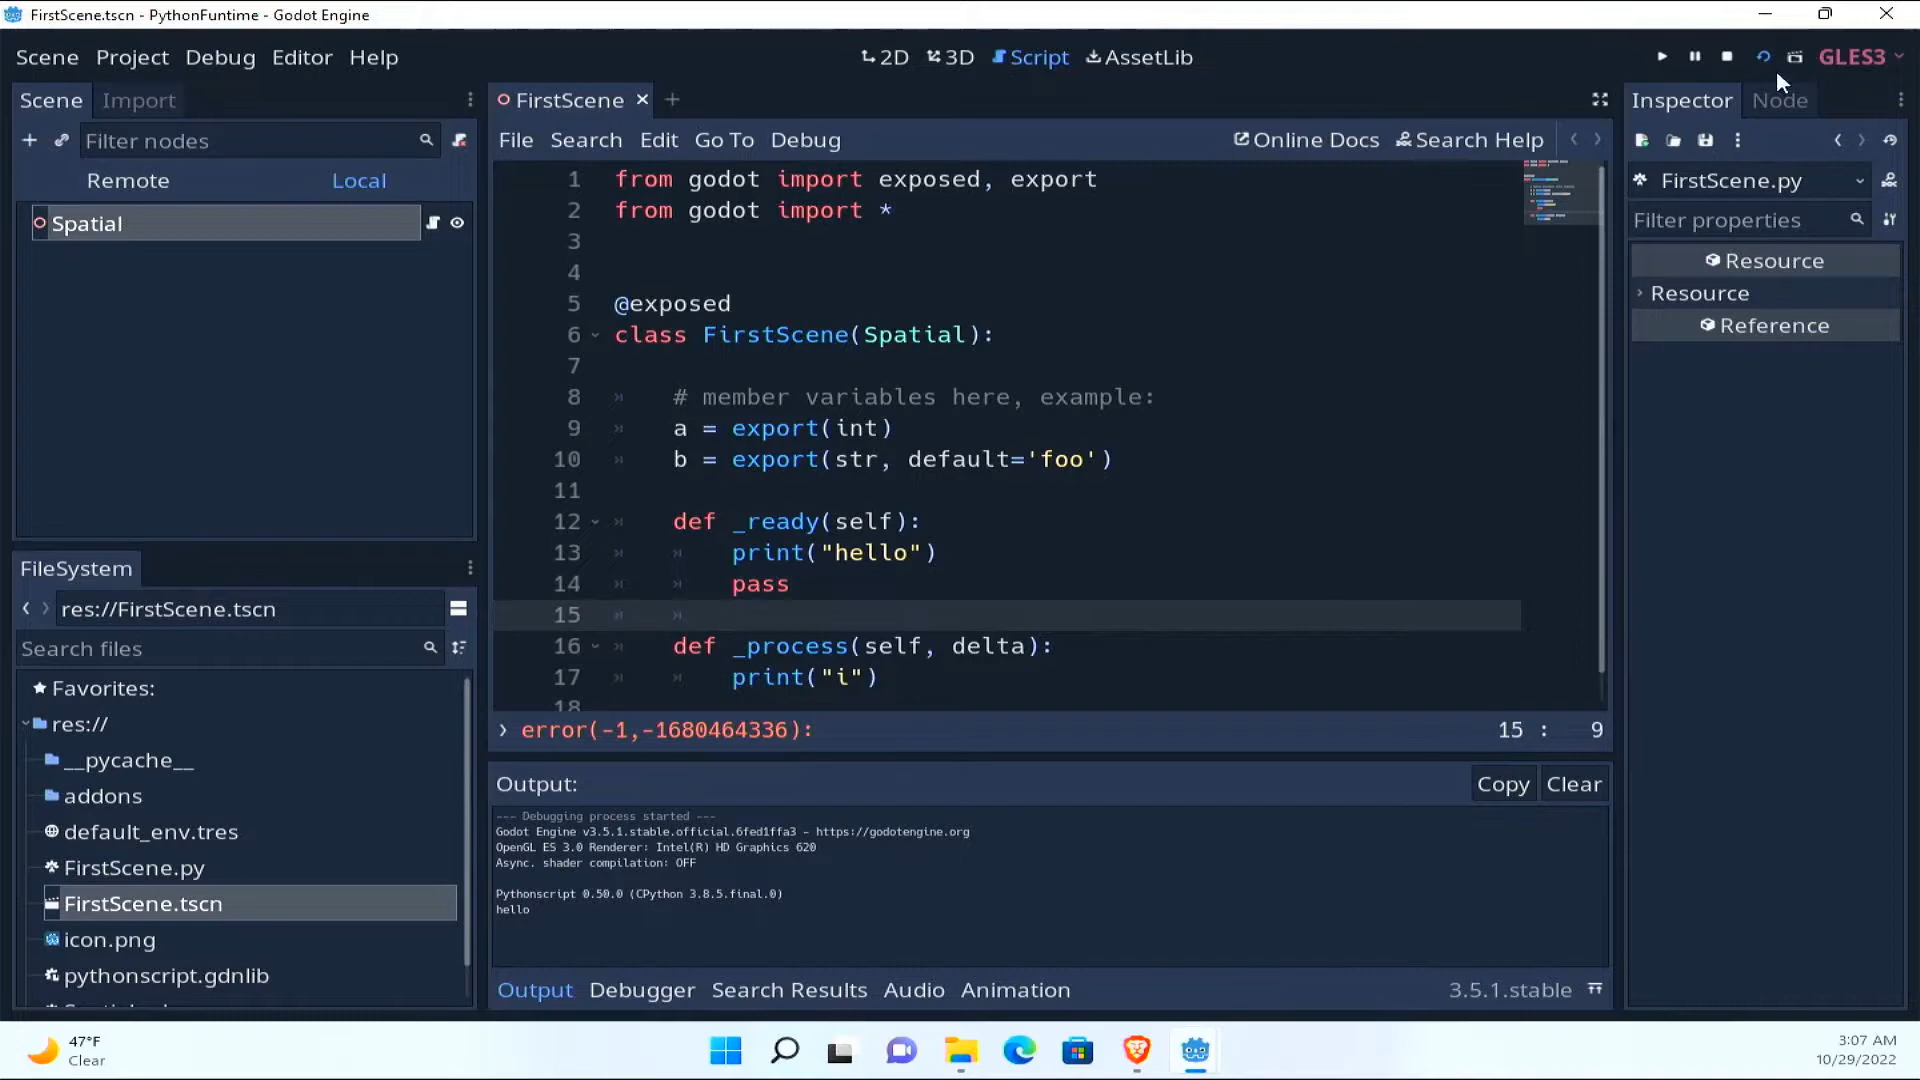 FirstScene.tscn - PythonFuntime - Godot Engine
Scene Project Debug Editor Help
2D 3D Script AssetLib
GLES3
Scene Import
Filter nodes
Remote Local
Spatial
FileSystem
res://FirstScene.tscn
Search files
Favorites:
res://
__pycache__
addons
default_env.tres
FirstScene.py
FirstScene.tscn
icon.png
pythonscript.gdnlib
FirstScene
File Search Edit Go To Debug
Online Docs Search Help
1 from godot import exposed, export
2 from godot import *
3
4
5 @exposed
6 class FirstScene(Spatial):
7
8 # member variables here, example:
9 a = export(int)
10 b = export(str, default='foo')
11
12 def _ready(self):
13 print("hello")
14 pass
15
16 def _process(self, delta):
17 print("i")
18
error(-1,-1680464336): 15 : 9
Output: Copy Clear
--- Debugging process started ---
Godot Engine v3.5.1.stable.official.6fed1ffa3 - https://godotengine.org
OpenGL ES 3.0 Renderer: Intel(R) HD Graphics 620
Async. shader compilation: OFF
Pythonscript 0.50.0 (CPython 3.8.5.final.0)
hello
Output Debugger Search Results Audio Animation 3.5.1.stable
Inspector Node
FirstScene.py
Filter properties
Resource
Resource
Reference
47°F
Clear
3:07 AM
10/29/2022